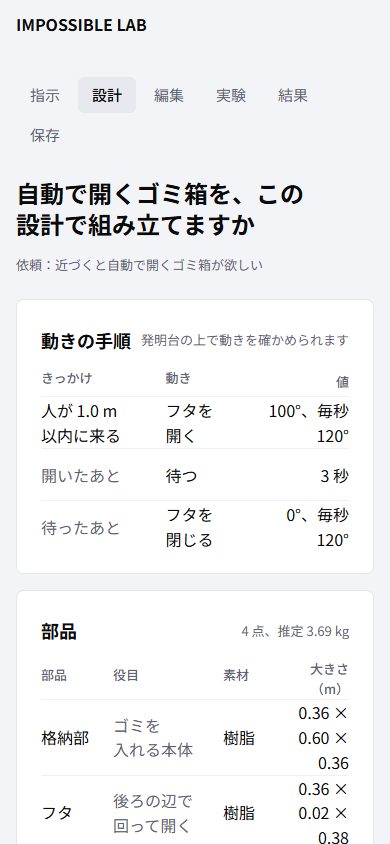 IMPOSSIBLE LAB
指示 設計 編集 実験 結果
保存
自動で開くゴミ箱を、この
設計で組み立てますか
依頼：近づくと自動で開くゴミ箱が欲しい
動きの手順 発明台の上で動きを確かめられます
きっかけ 動き 値
人が 1.0 m フタを 100°、毎秒
以内に来る 開く 120°
開いたあと 待つ 3 秒
待ったあと フタを 0°、毎秒
閉じる 120°
部品 4 点、推定 3.69 kg
部品 役目 素材 大きさ
（m）
格納部 ゴミを 樹脂 0.36 ×
入れる本体 0.60 ×
0.36
フタ 後ろの辺で 樹脂 0.36 ×
回って開く 0.02 ×
0.38